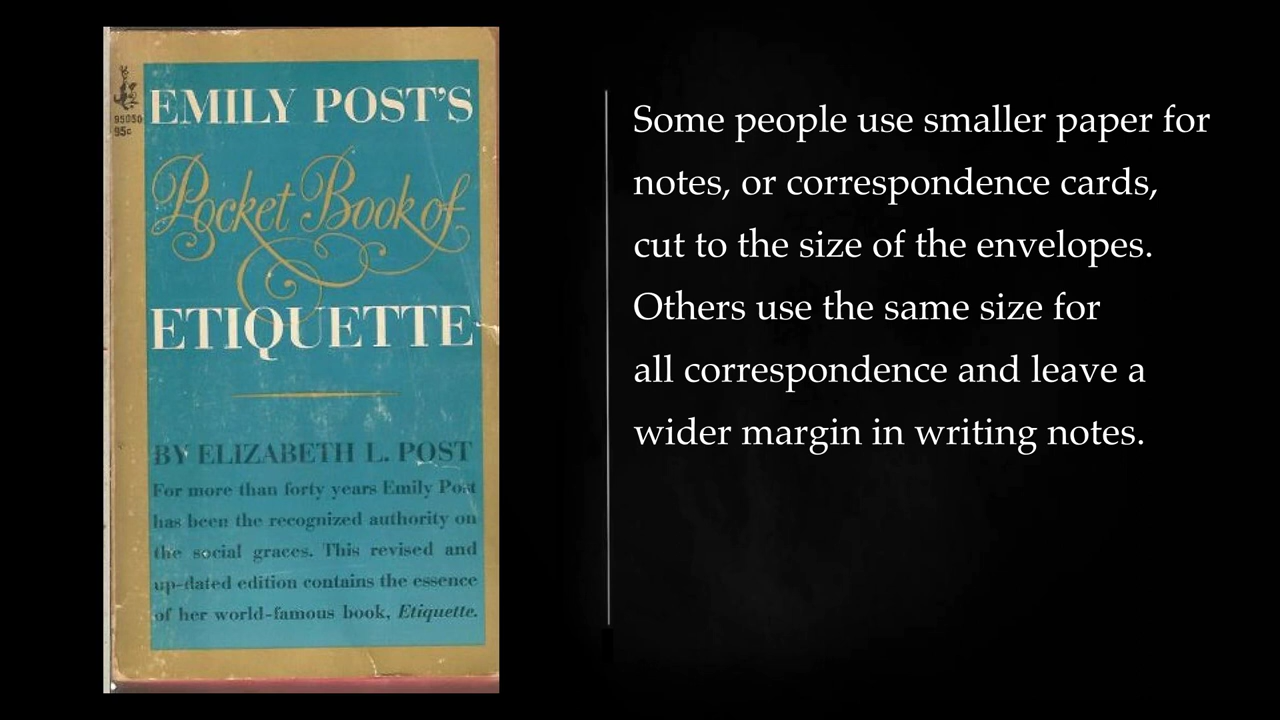 95050
95c
EMILY POST'S
Pocket Book of
ETIQUETTE
BY ELIZABETH L. POST
For more than forty years Emily Post
has been the recognized authority on
the social graces. This revised and
up-dated edition contains the essence
of her world-famous book, Etiquette.
Some people use smaller paper for
notes, or correspondence cards,
cut to the size of the envelopes.
Others use the same size for
all correspondence and leave a
wider margin in writing notes.